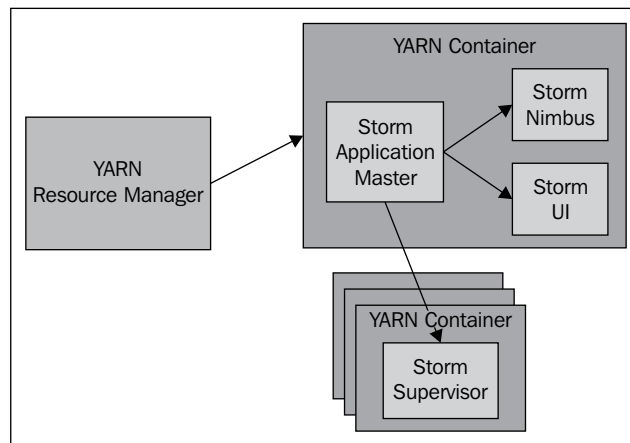 YARN Container
Storm
Application
Master
Storm
Nimbus
Storm
UI
YARN
Resource Manager
YARN Container
Storm
Supervisor